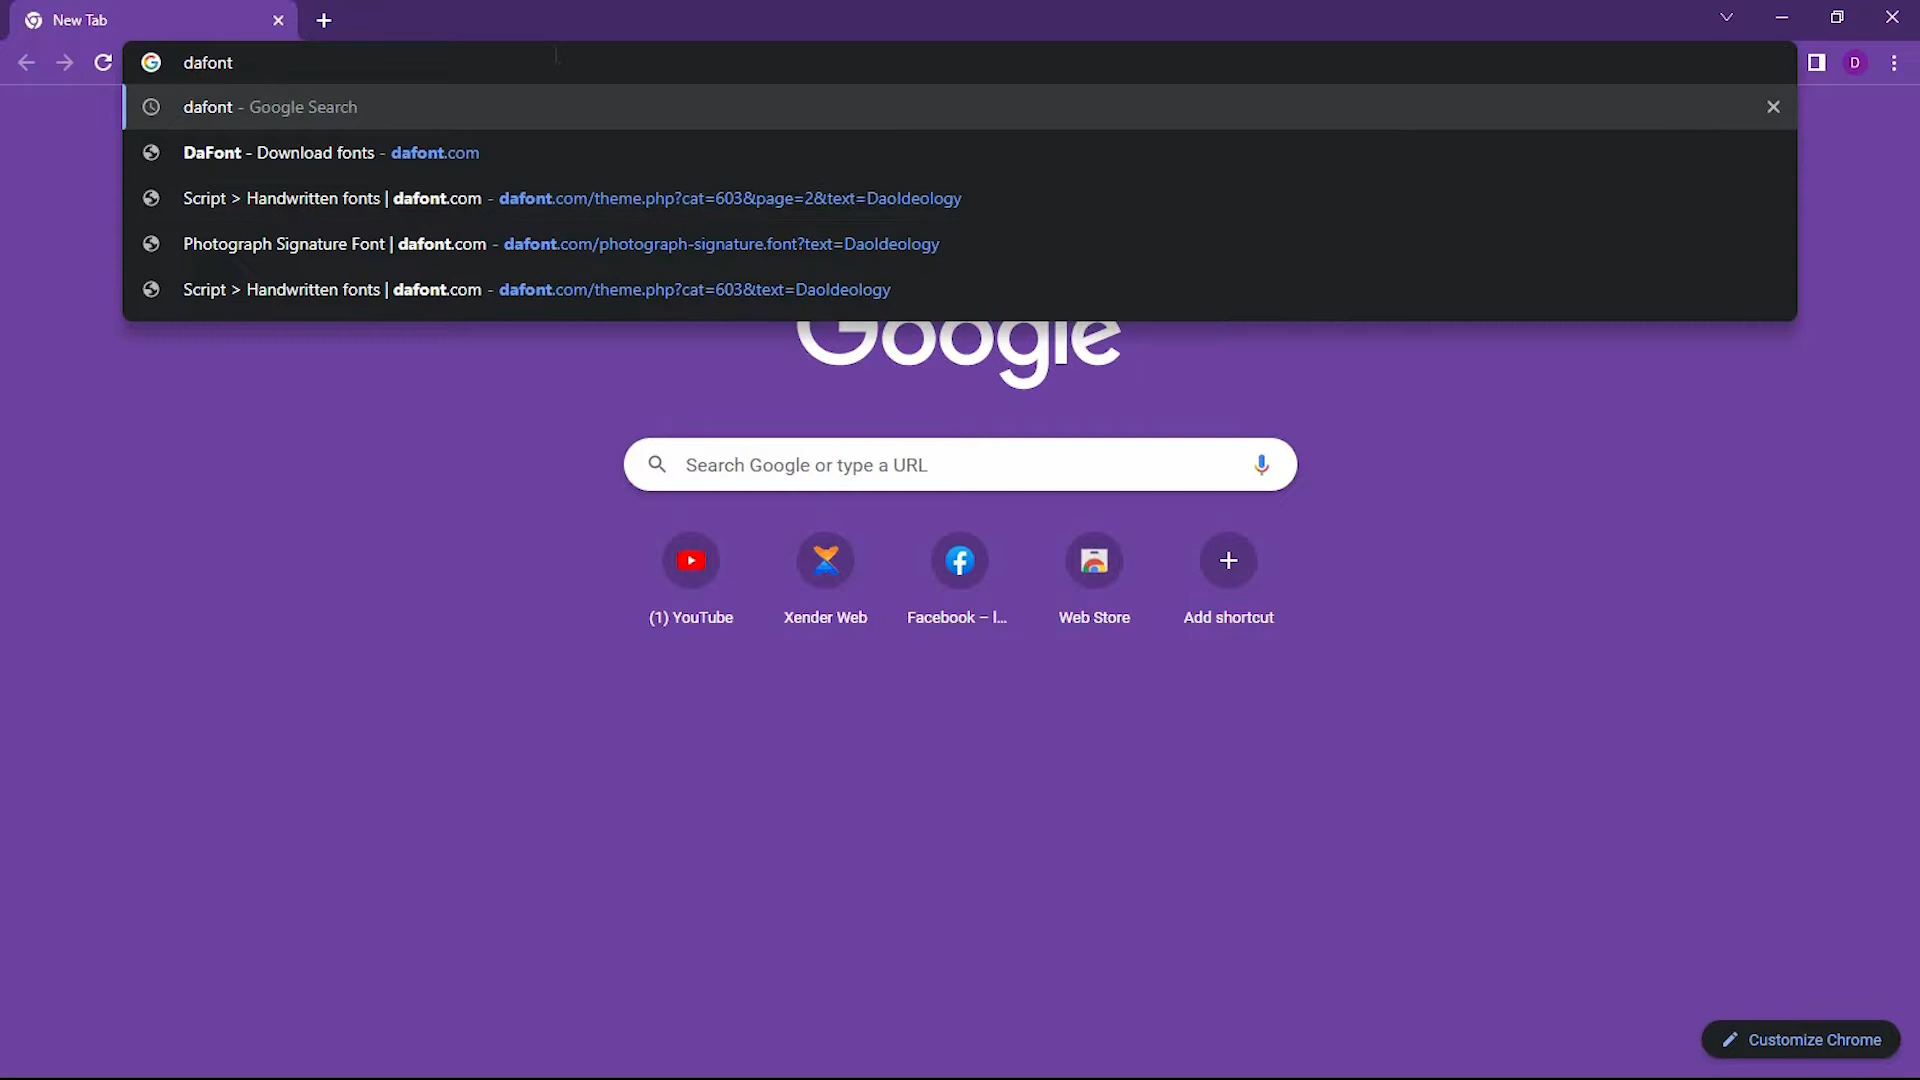 New Tab
dafont
dafont - Google Search
DaFont - Download fonts - dafont.com
Script > Handwritten fonts | dafont.com - dafont.com/theme.php?cat=603&page=2&text=DaoIdeology
Photograph Signature Font | dafont.com - dafont.com/photograph-signature.font?text=DaoIdeology
Script > Handwritten fonts | dafont.com - dafont.com/theme.php?cat=603&text=DaoIdeology
D
Google
Search Google or type a URL
(1) YouTube
Xender Web
Facebook – l...
Web Store
Add shortcut
Customize Chrome